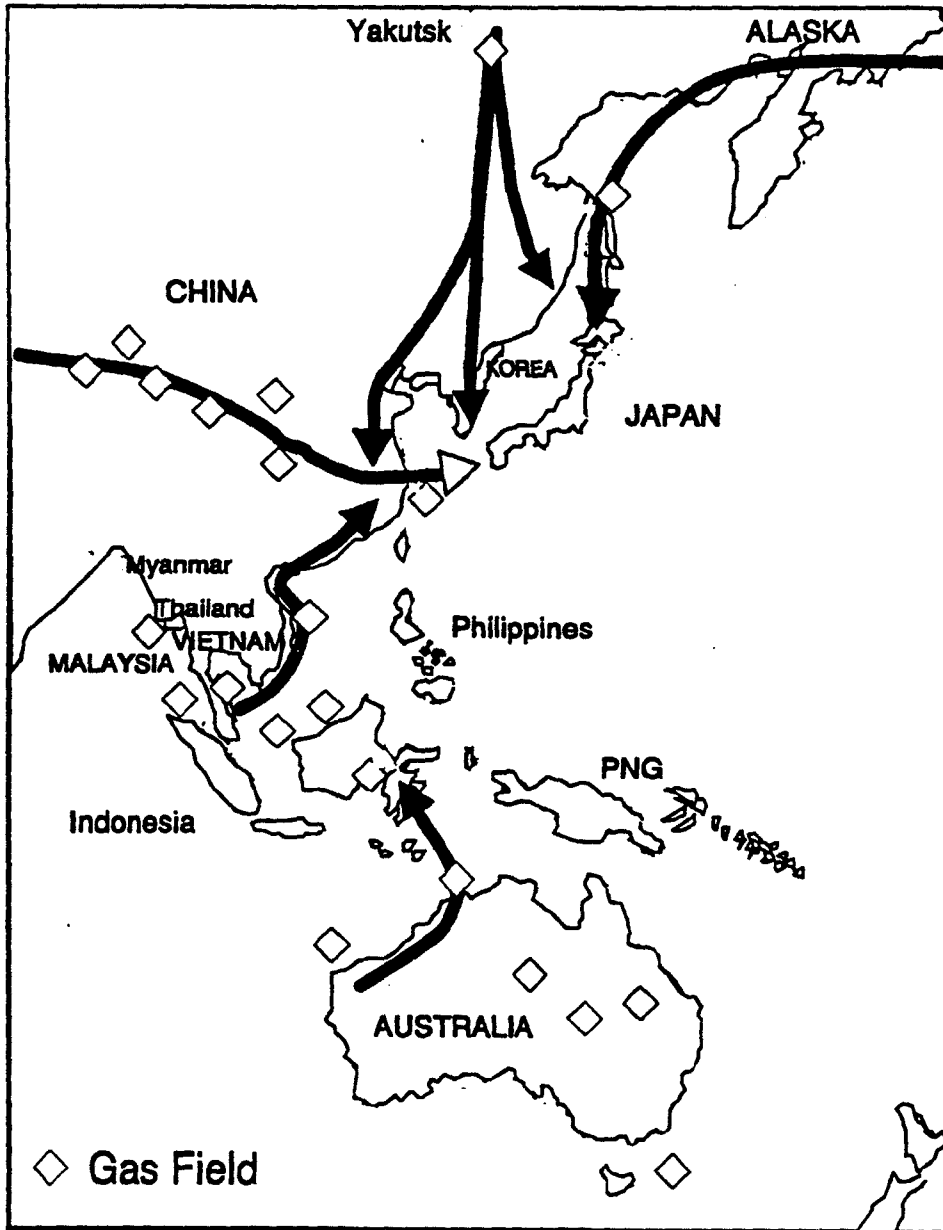 Yakutsk
ALASKA
CHINA
KOREA
JAPAN
Myanmar
Thailand
VIETNAM
Philippines
MALAYSIA
PNG
Indonesia
AUSTRALIA
Gas Field